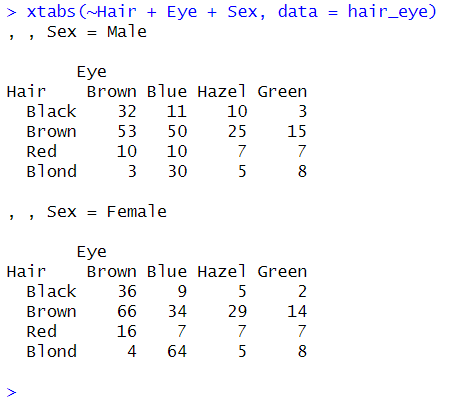 > xtabs(~Hair + Eye + Sex, data = hair_eye)
, , Sex = Male
Eye
Hair Brown Blue Hazel Green
Black 32 11 10 3
Brown 53 50 25 15
Red 10 10 7 7
Blond 3 30 5 8
, , Sex = Female
Eye
Hair Brown Blue Hazel Green
Black 36 9 5 2
Brown 66 34 29 14
Red 16 7 7 7
Blond 4 64 5 8
>